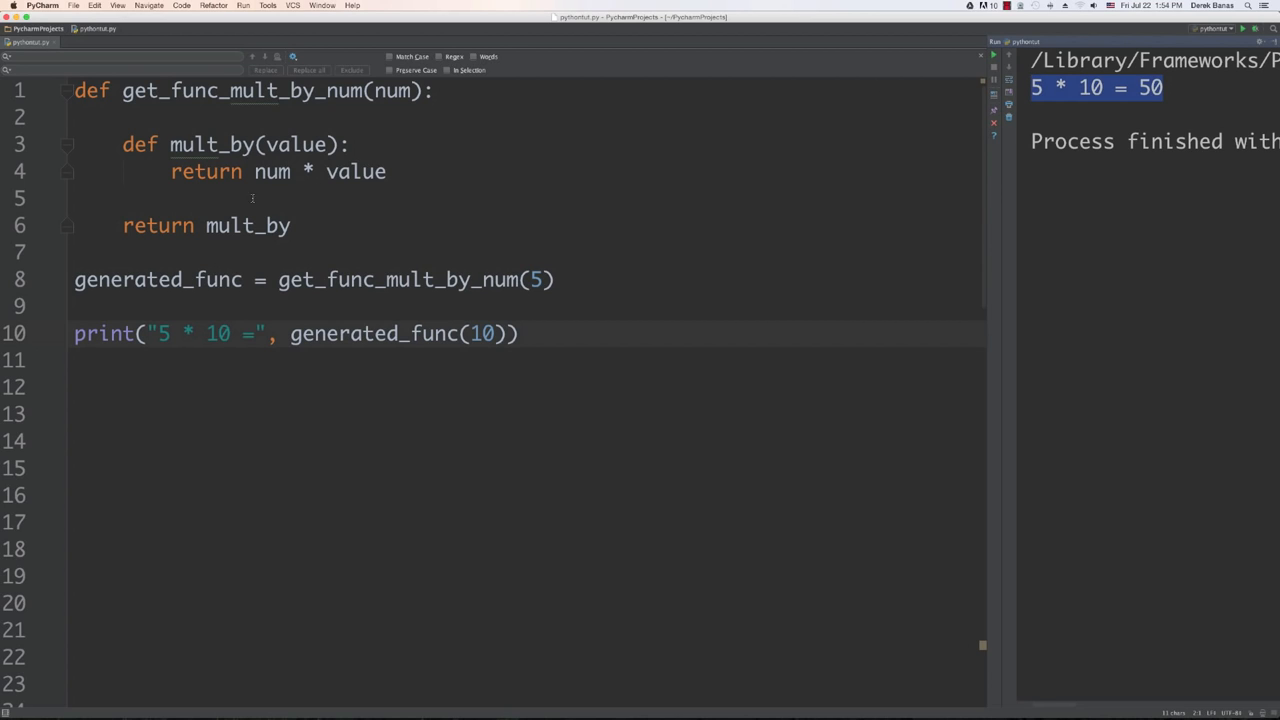 PyCharm File Edit View Navigate Code Refactor Run Tools VCS Window Help
10 Fri Jul 22 1:54 PM Derek Banas
pythontut.py - PycharmProjects - [~/PycharmProjects]
PycharmProjects pythontut.py pythontut
pythontut.py
Run pythontut
Match Case Regex Words
Replace Replace all Exclude Preserve Case In Selection
1 def get_func_mult_by_num(num):
2
3 def mult_by(value):
4 return num * value
5
6 return mult_by
7
8 generated_func = get_func_mult_by_num(5)
9
10 print("5 * 10 =", generated_func(10))
11
12
13
14
15
16
17
18
19
20
21
22
23
/Library/Frameworks/P
5 * 10 = 50
Process finished with
11 chars 2:1 LF÷ UTF-8÷